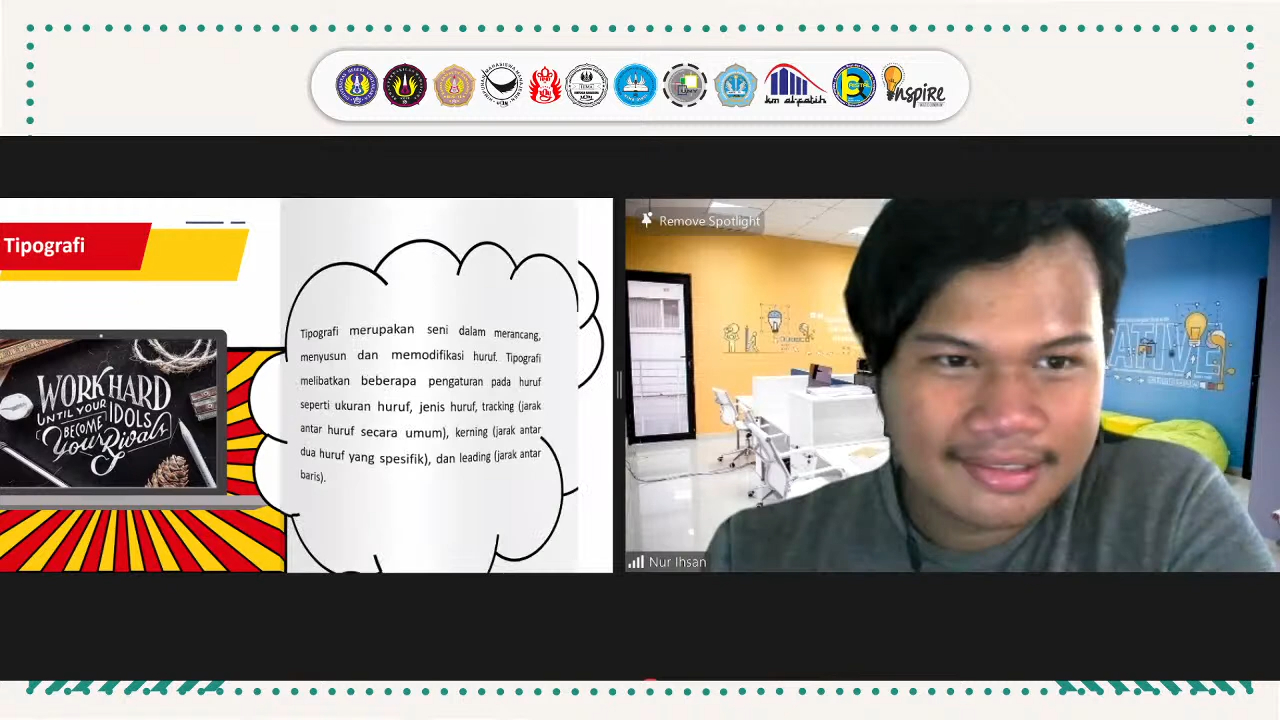 km al-fatih
inspire
Tipografi
WORK HARD
UNTIL YOUR IDOLS
BECOME
Your Rivals
Tipografi merupakan seni dalam merancang,
menyusun dan memodifikasi huruf. Tipografi
melibatkan beberapa pengaturan pada huruf
seperti ukuran huruf, jenis huruf, tracking (jarak
antar huruf secara umum), kerning (jarak antar
dua huruf yang spesifik), dan leading (jarak antar
baris).
Remove Spotlight
Nur Ihsan